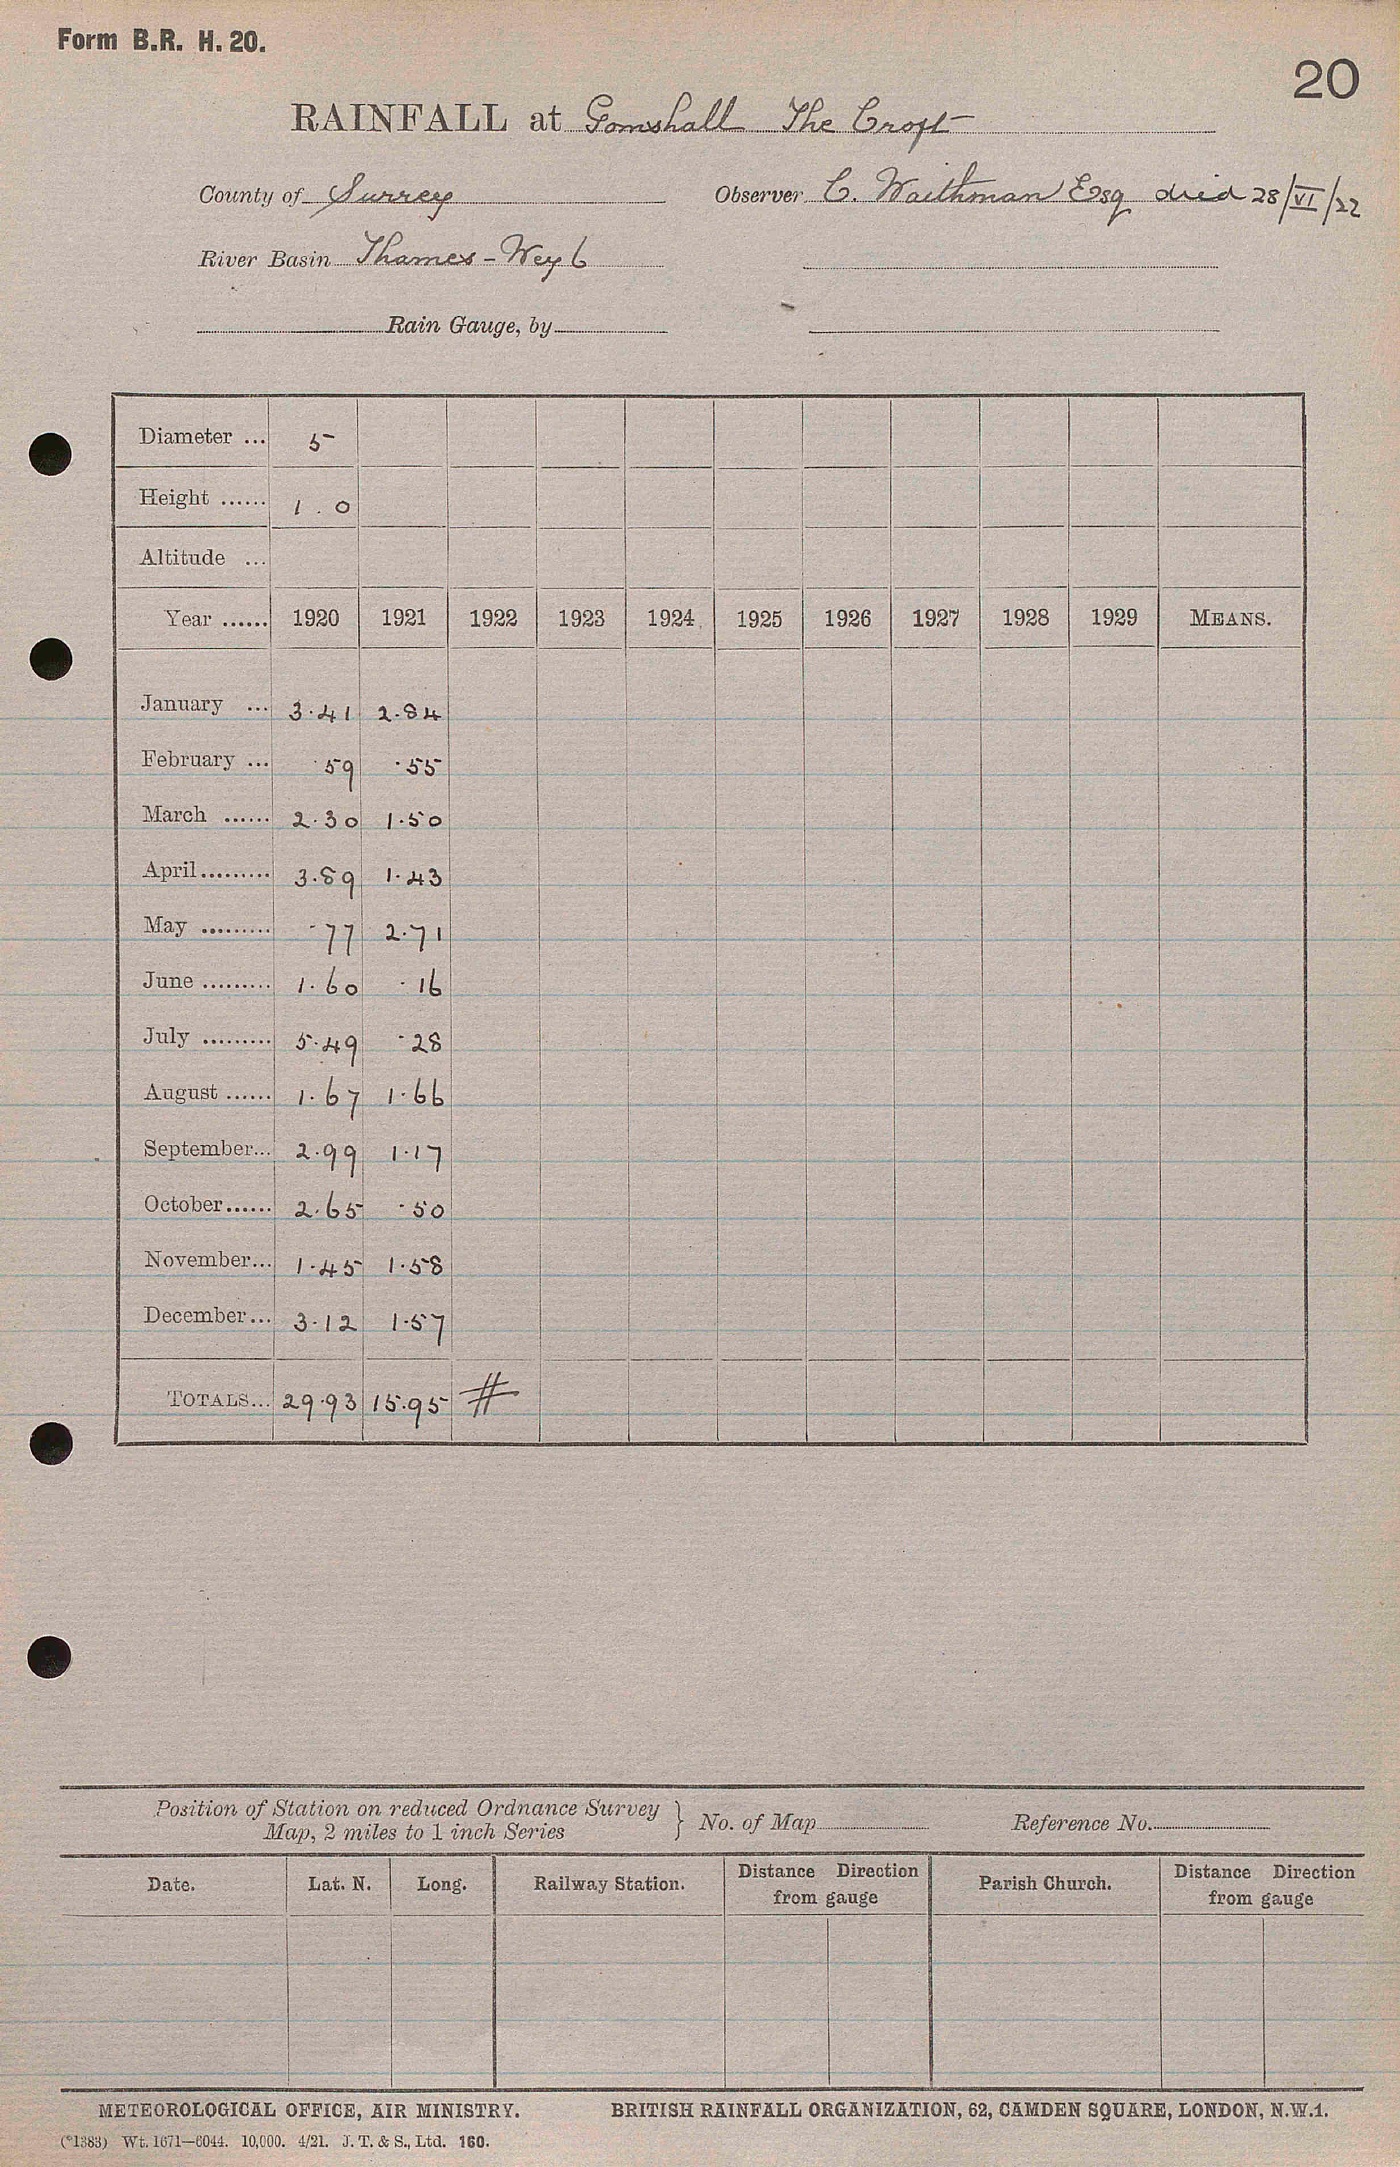 Form B.R. H. 20.
20
RAINFALL at Gomshall The Croft
County of Surrey Observer C. Waithman Esq died 28/VI/22
River Basin Thames - Wey 6
Rain Gauge, by
Diameter ... 5
Height ...... 1.0
Altitude ...
Year ...... 1920 1921 1922 1923 1924 1925 1926 1927 1928 1929 MEANS.
January ... 3.41 2.84
February ... .59 .55
March ...... 2.30 1.50
April ......... 3.89 1.43
May ......... .77 2.71
June ......... 1.60 .16
July ......... 5.49 .28
August ...... 1.67 1.66
September... 2.99 1.17
October...... 2.65 .50
November... 1.45 1.58
December... 3.12 1.57
TOTALS... 29.93 15.95 #
Position of Station on reduced Ordnance Survey
Map, 2 miles to 1 inch Series } No. of Map Reference No.
Date. Lat. N. Long. Railway Station. Distance from gauge Direction Parish Church. Distance from gauge Direction
METEOROLOGICAL OFFICE, AIR MINISTRY. BRITISH RAINFALL ORGANIZATION, 62, CAMDEN SQUARE, LONDON, N.W.1.
(*1383) Wt. 1671—6044. 10,000. 4/21. J. T. & S., Ltd. 160.